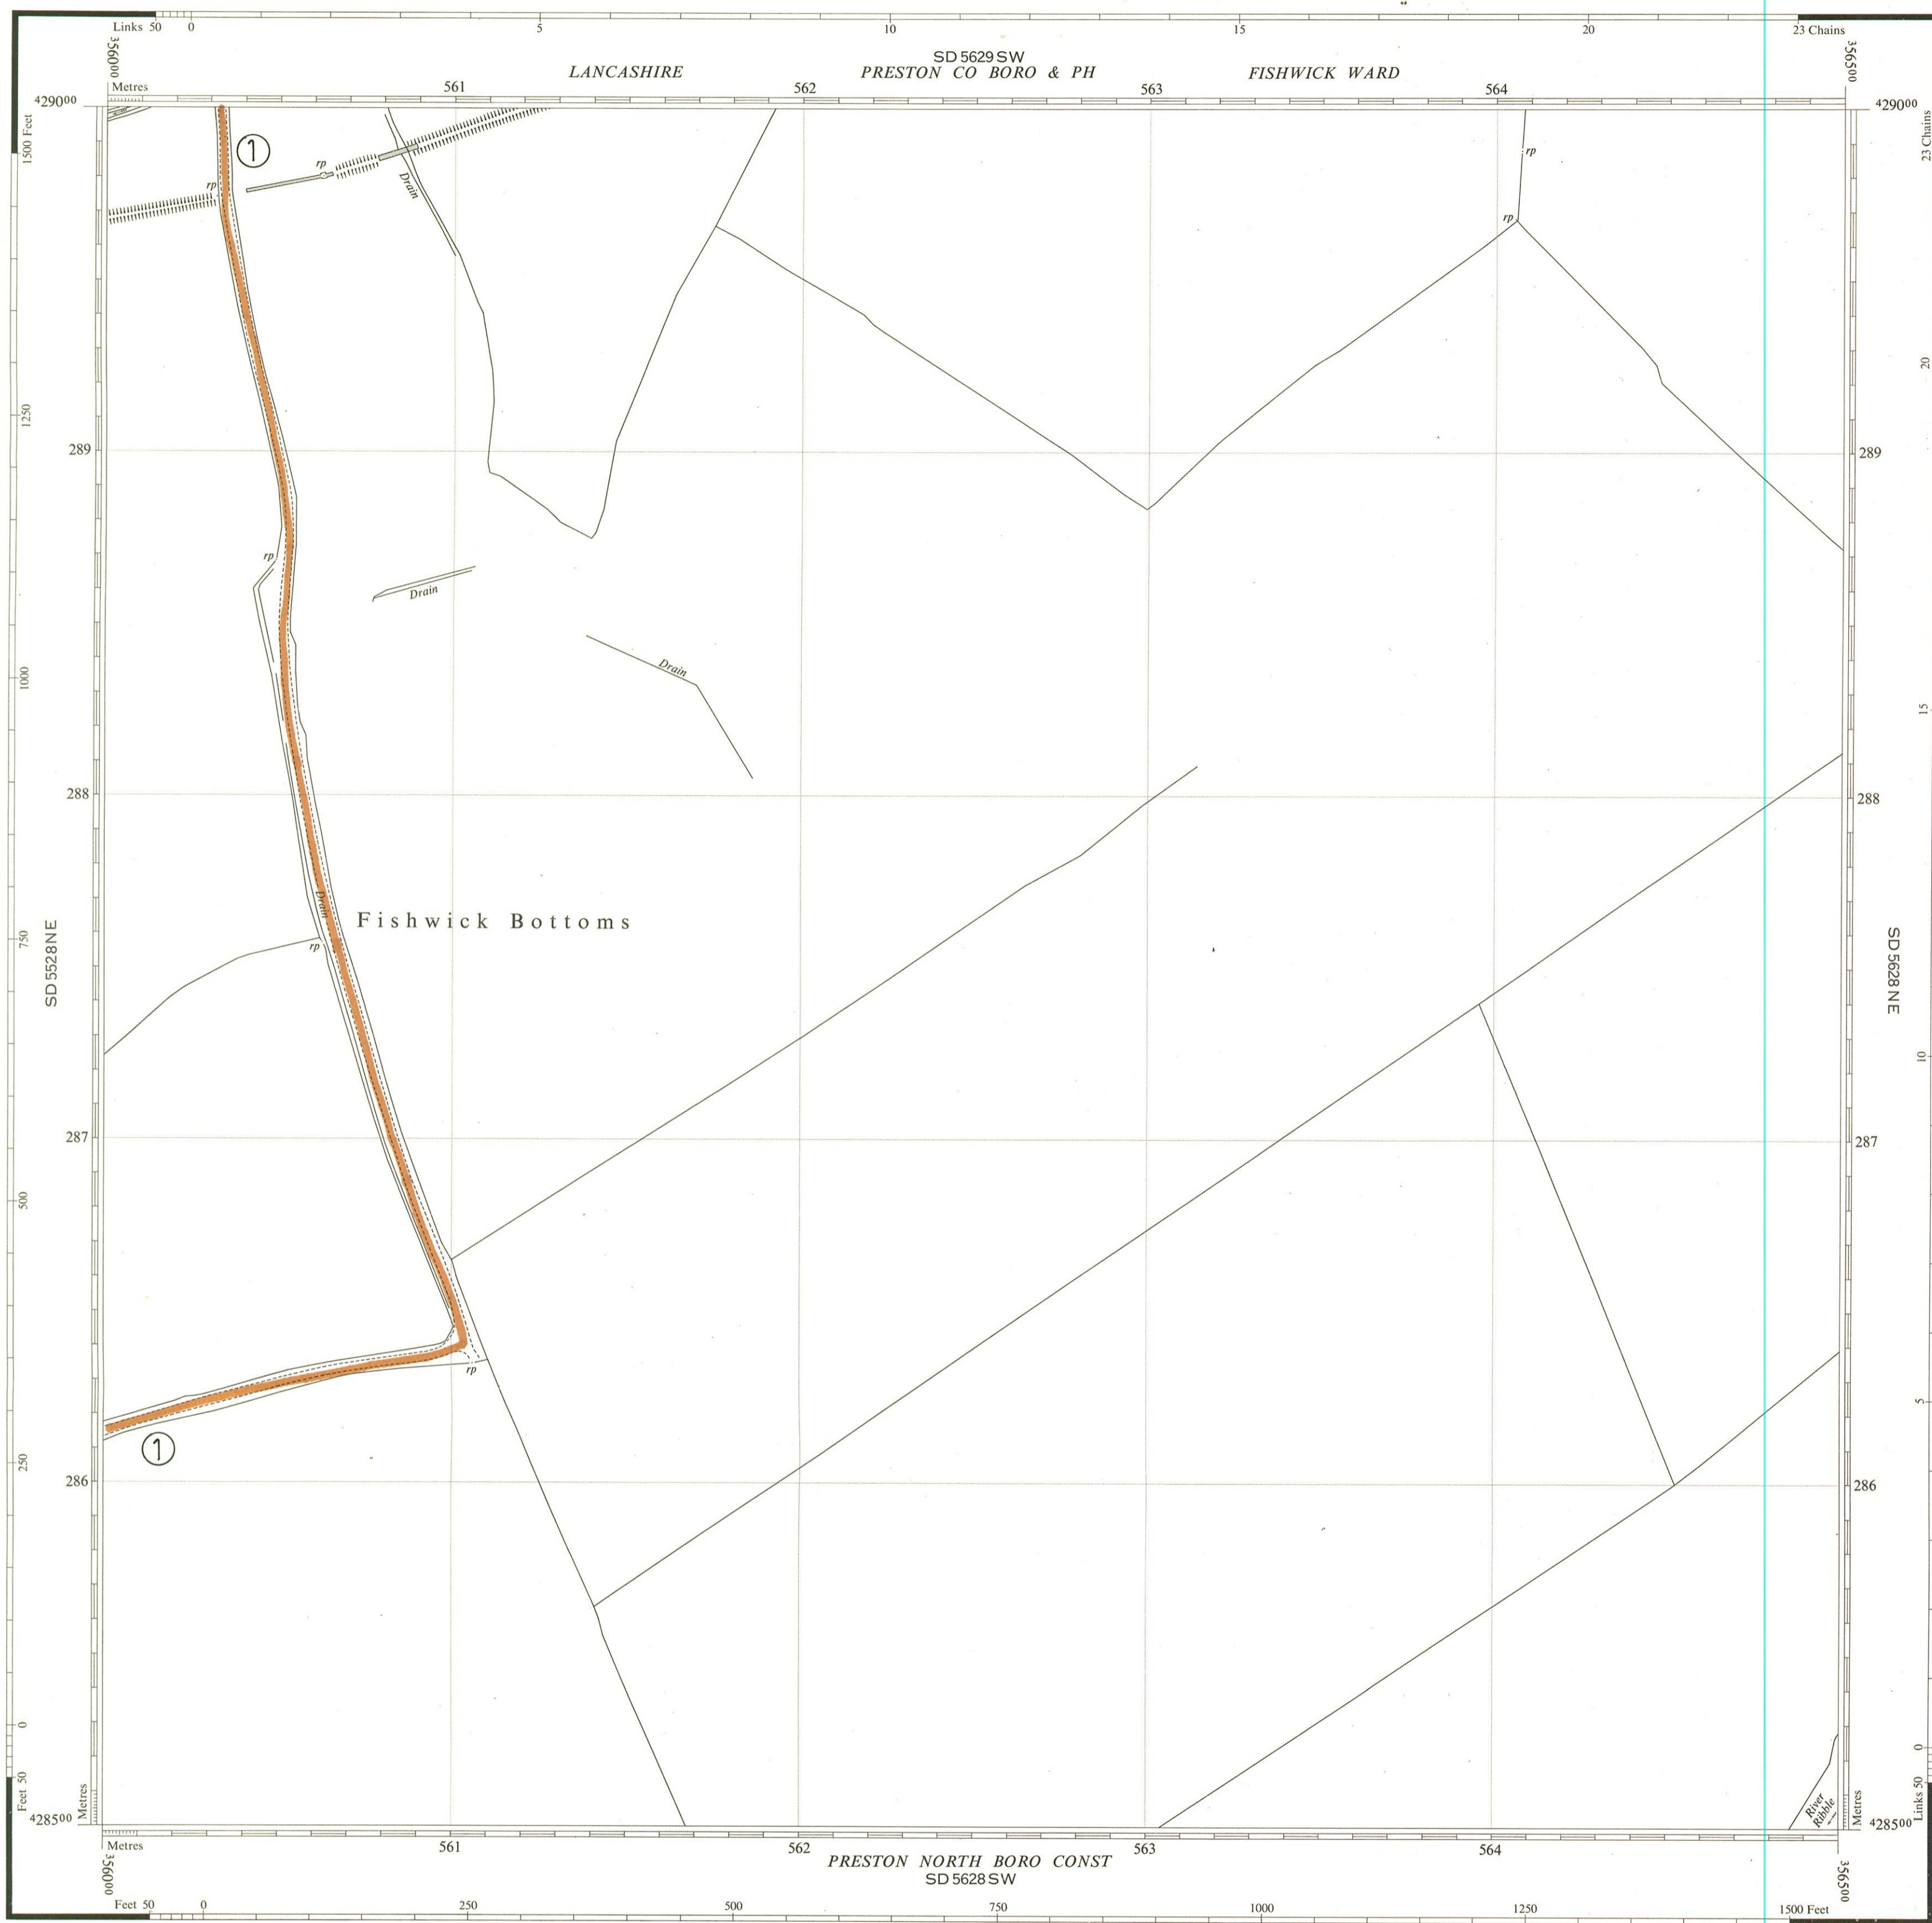 Links 50 0 5 10 15 20 23 Chains
SD 5629 SW
LANCASHIRE PRESTON CO BORO & PH FISHWICK WARD
356000 356500
Metres 561 562 563 564
429000 429000
1500 Feet
23 Chains
1
rp
rp
rp
Drain
rp
rp
20
1250
289 289
rp
Drain
Drain
1000
15
288 288
Drain
Fishwick Bottoms
rp
750
SD 5528 NE
SD 5628 NE
10
287 287
500
rp
5
1
250
286 286
0
0
Feet 50
Metres
River
Ribble
Metres
Links 50
428500 428500
Metres 561 562 563 564
356000 356500
PRESTON NORTH BORO CONST
SD 5628 SW
Feet 50 0 250 500 750 1000 1250 1500 Feet